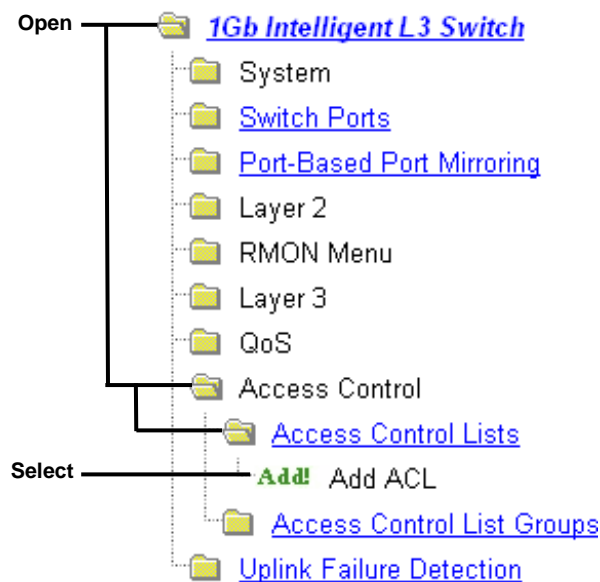 Open
1Gb Intelligent L3 Switch
System
Switch Ports
Port-Based Port Mirroring
Layer 2
RMON Menu
Layer 3
QoS
Access Control
Access Control Lists
Select
Add! Add ACL
Access Control List Groups
Uplink Failure Detection